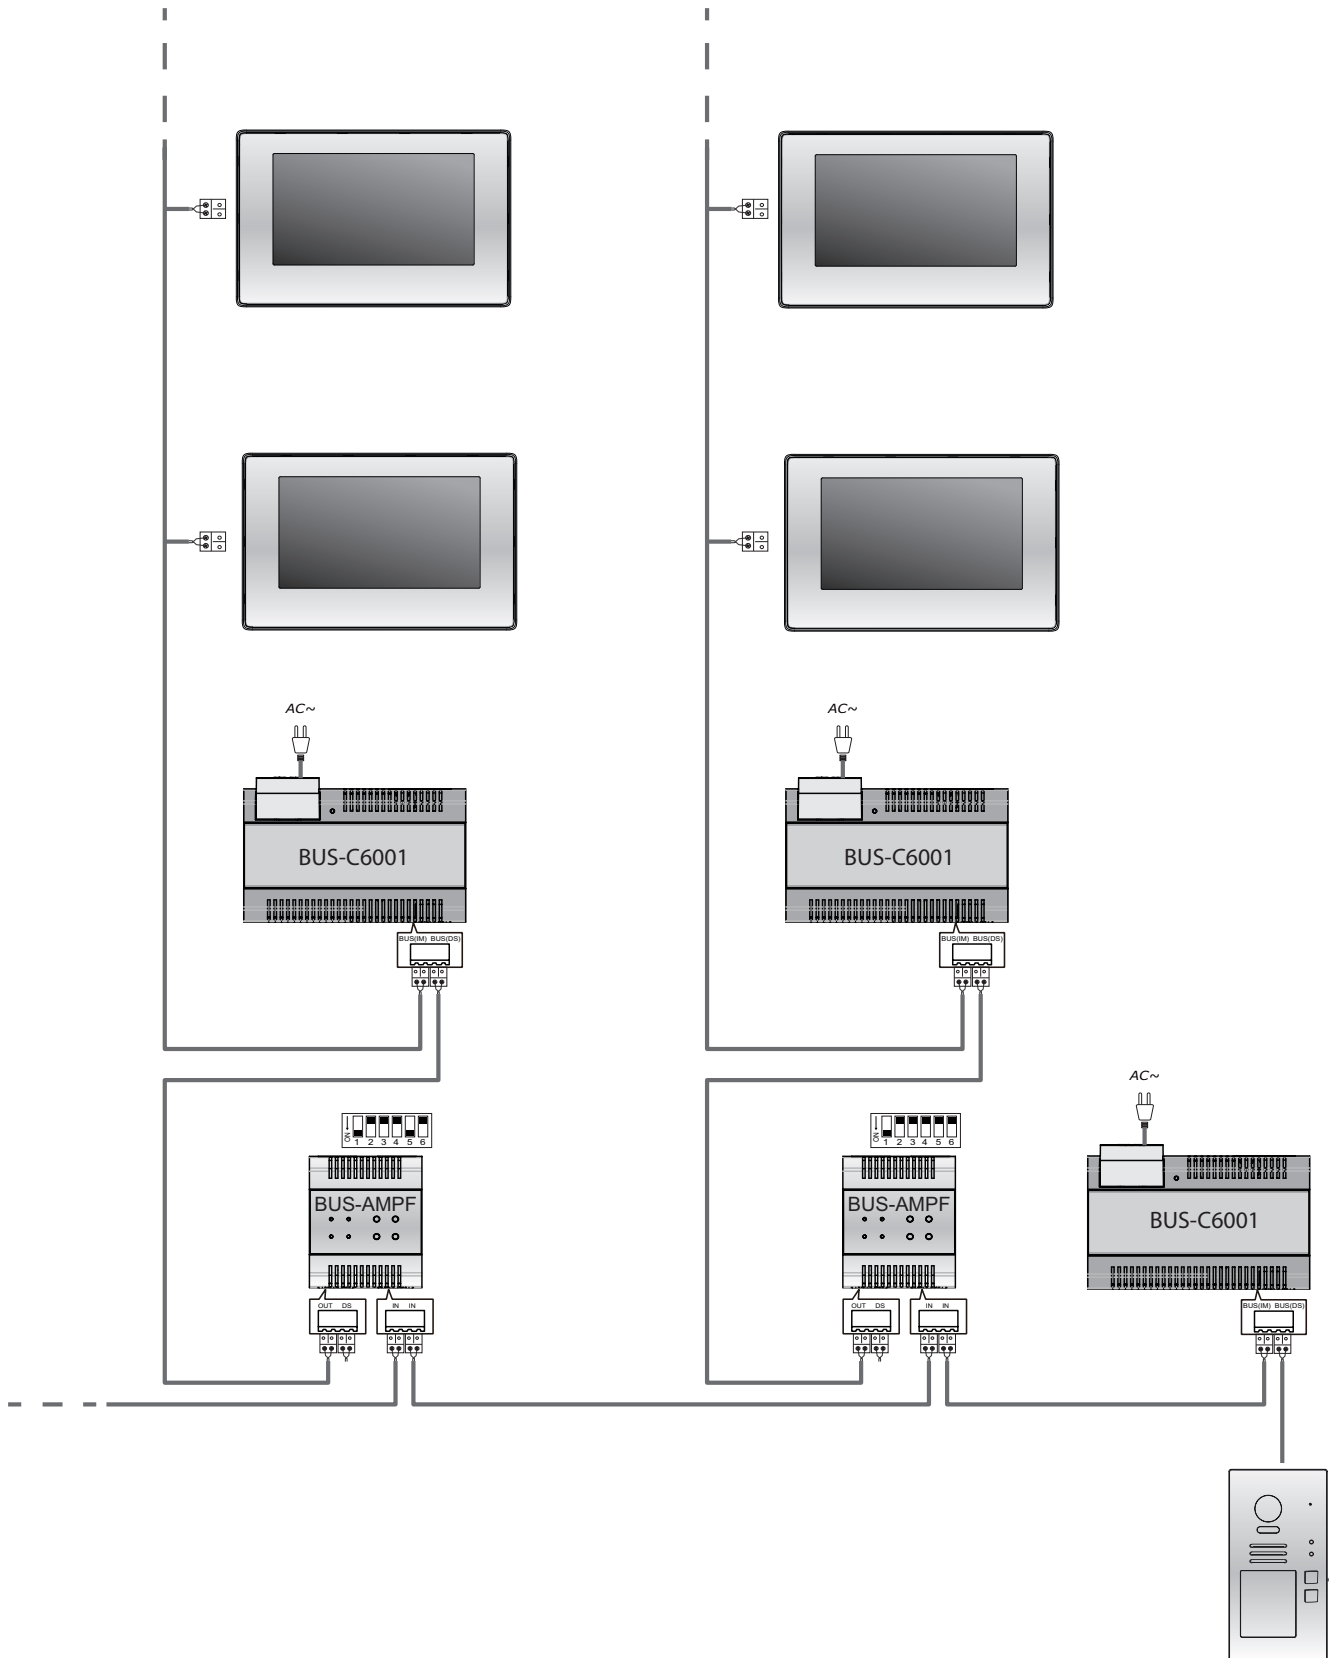 AC~
AC~
BUS-C6001
BUS-C6001
BUS(IM) BUS(DS)
BUS(IM) BUS(DS)
AC~
ON 1 2 3 4 5 6
ON 1 2 3 4 5 6
BUS-AMPF
BUS-AMPF
BUS-C6001
OUT DS
IN IN
OUT DS
IN IN
BUS(IM) BUS(DS)